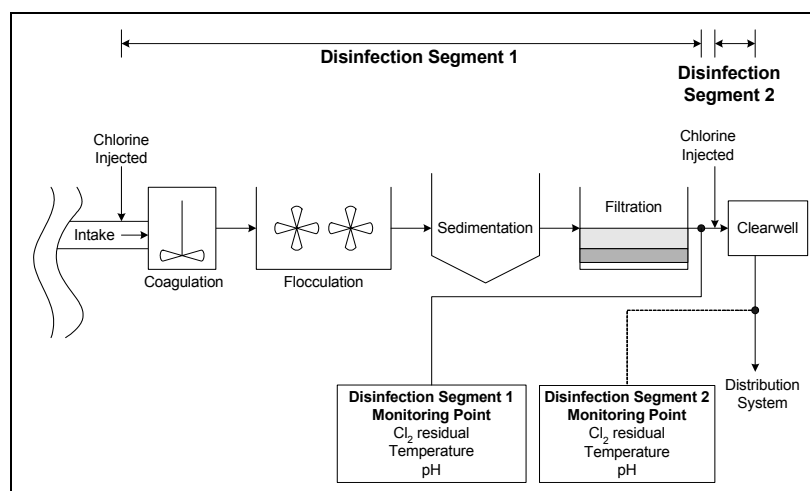 Disinfection Segment 1
Disinfection
Segment 2
Chlorine
Injected
Chlorine
Injected
Intake
Coagulation
Flocculation
Sedimentation
Filtration
Clearwell
Distribution
System
Disinfection Segment 1
Monitoring Point
Cl₂ residual
Temperature
pH
Disinfection Segment 2
Monitoring Point
Cl₂ residual
Temperature
pH